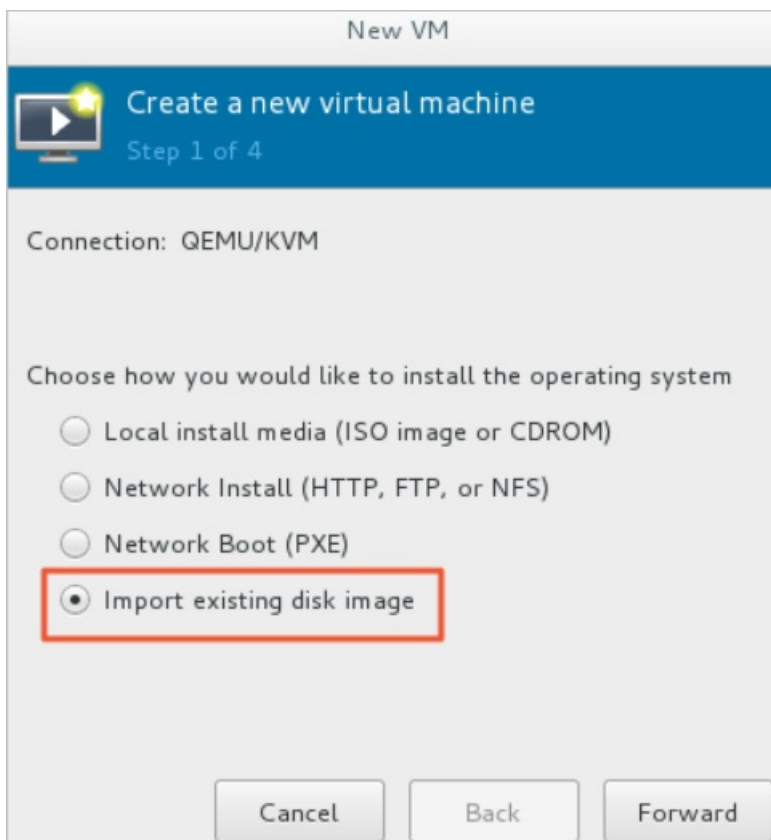 New VM
Create a new virtual machine
Step 1 of 4
Connection: QEMU/KVM
Choose how you would like to install the operating system
Local install media (ISO image or CDROM)
Network Install (HTTP, FTP, or NFS)
Network Boot (PXE)
Import existing disk image
Cancel Back Forward